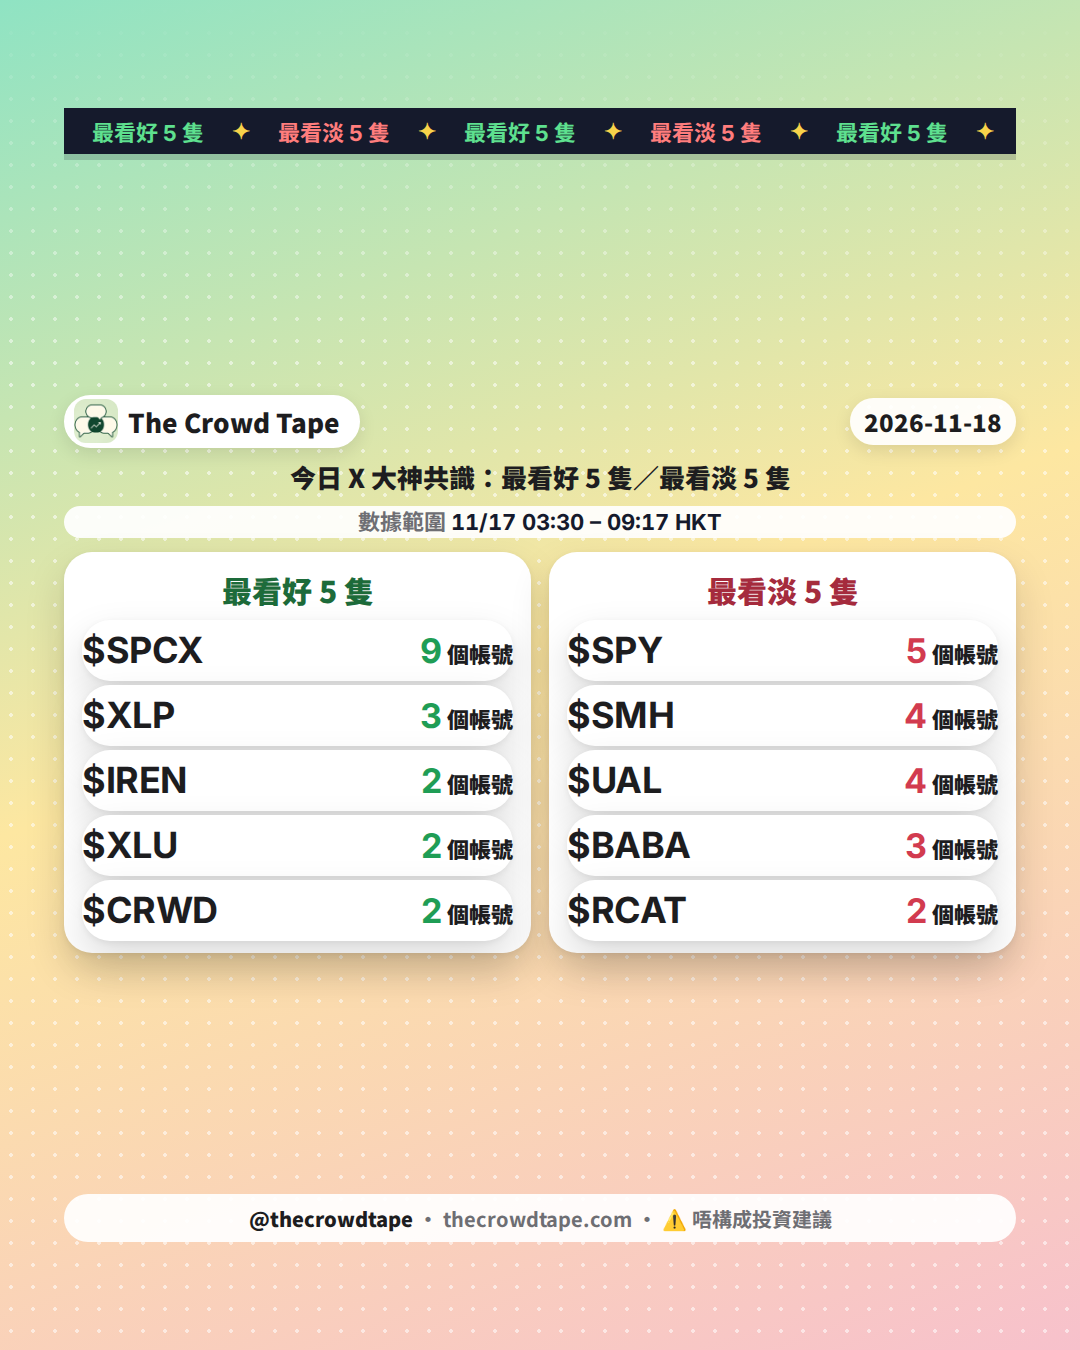 最看好 5 隻 ✦ 最看淡 5 隻 ✦ 最看好 5 隻 ✦ 最看淡 5 隻 ✦ 最看好 5 隻 ✦
The Crowd Tape
2026-11-18
今日 X 大神共識：最看好 5 隻／最看淡 5 隻
數據範圍 11/17 03:30 – 09:17 HKT
最看好 5 隻
$SPCX 9 個帳號
$XLP 3 個帳號
$IREN 2 個帳號
$XLU 2 個帳號
$CRWD 2 個帳號
最看淡 5 隻
$SPY 5 個帳號
$SMH 4 個帳號
$UAL 4 個帳號
$BABA 3 個帳號
$RCAT 2 個帳號
@thecrowdtape • thecrowdtape.com • ⚠️ 唔構成投資建議